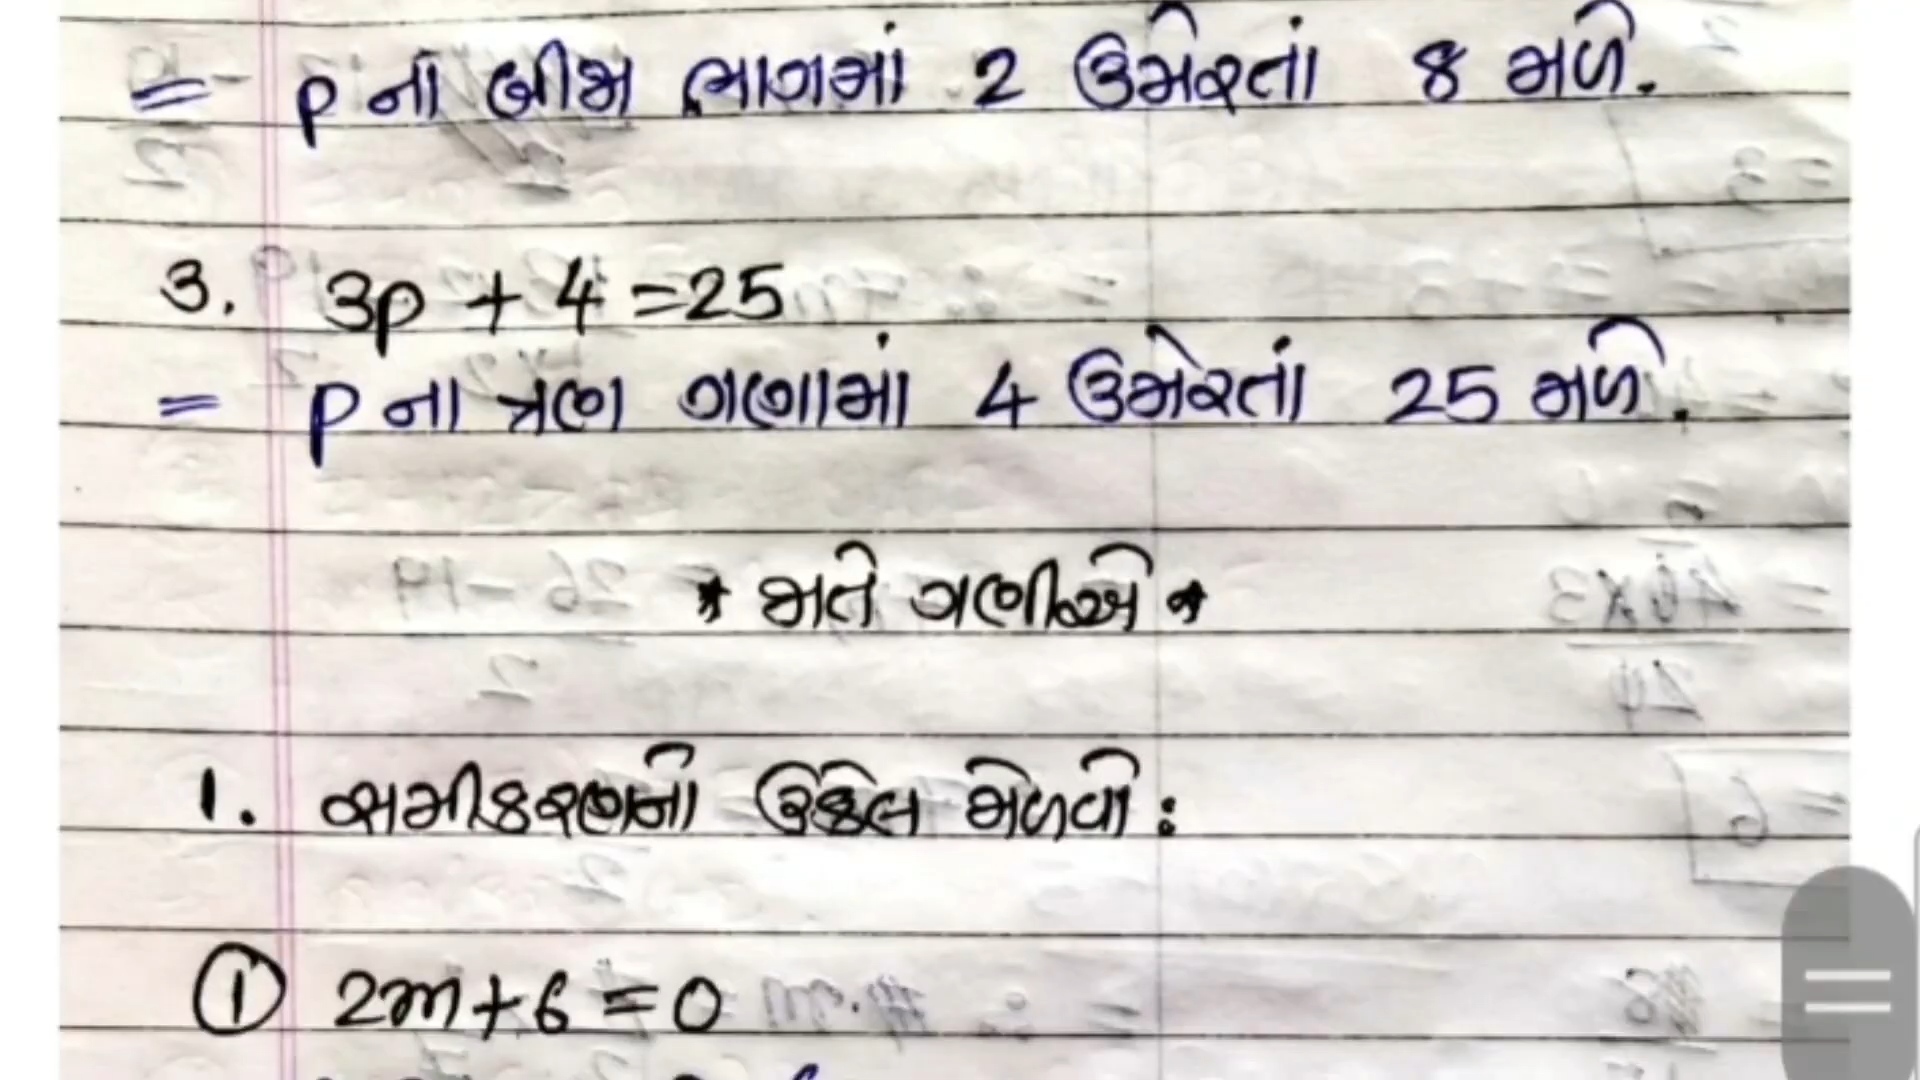 = p ના ત્રીજા ભાગમાં 2 ઉમેરતાં 8 મળે.
3. 3p + 4 = 25
= p ના ત્રણ ગણામાં 4 ઉમેરતાં 25 મળે.
* જાતે ગણીએ *
1. સમીકરણનો ઉકેલ મેળવો :
① 2m + 6 = 0